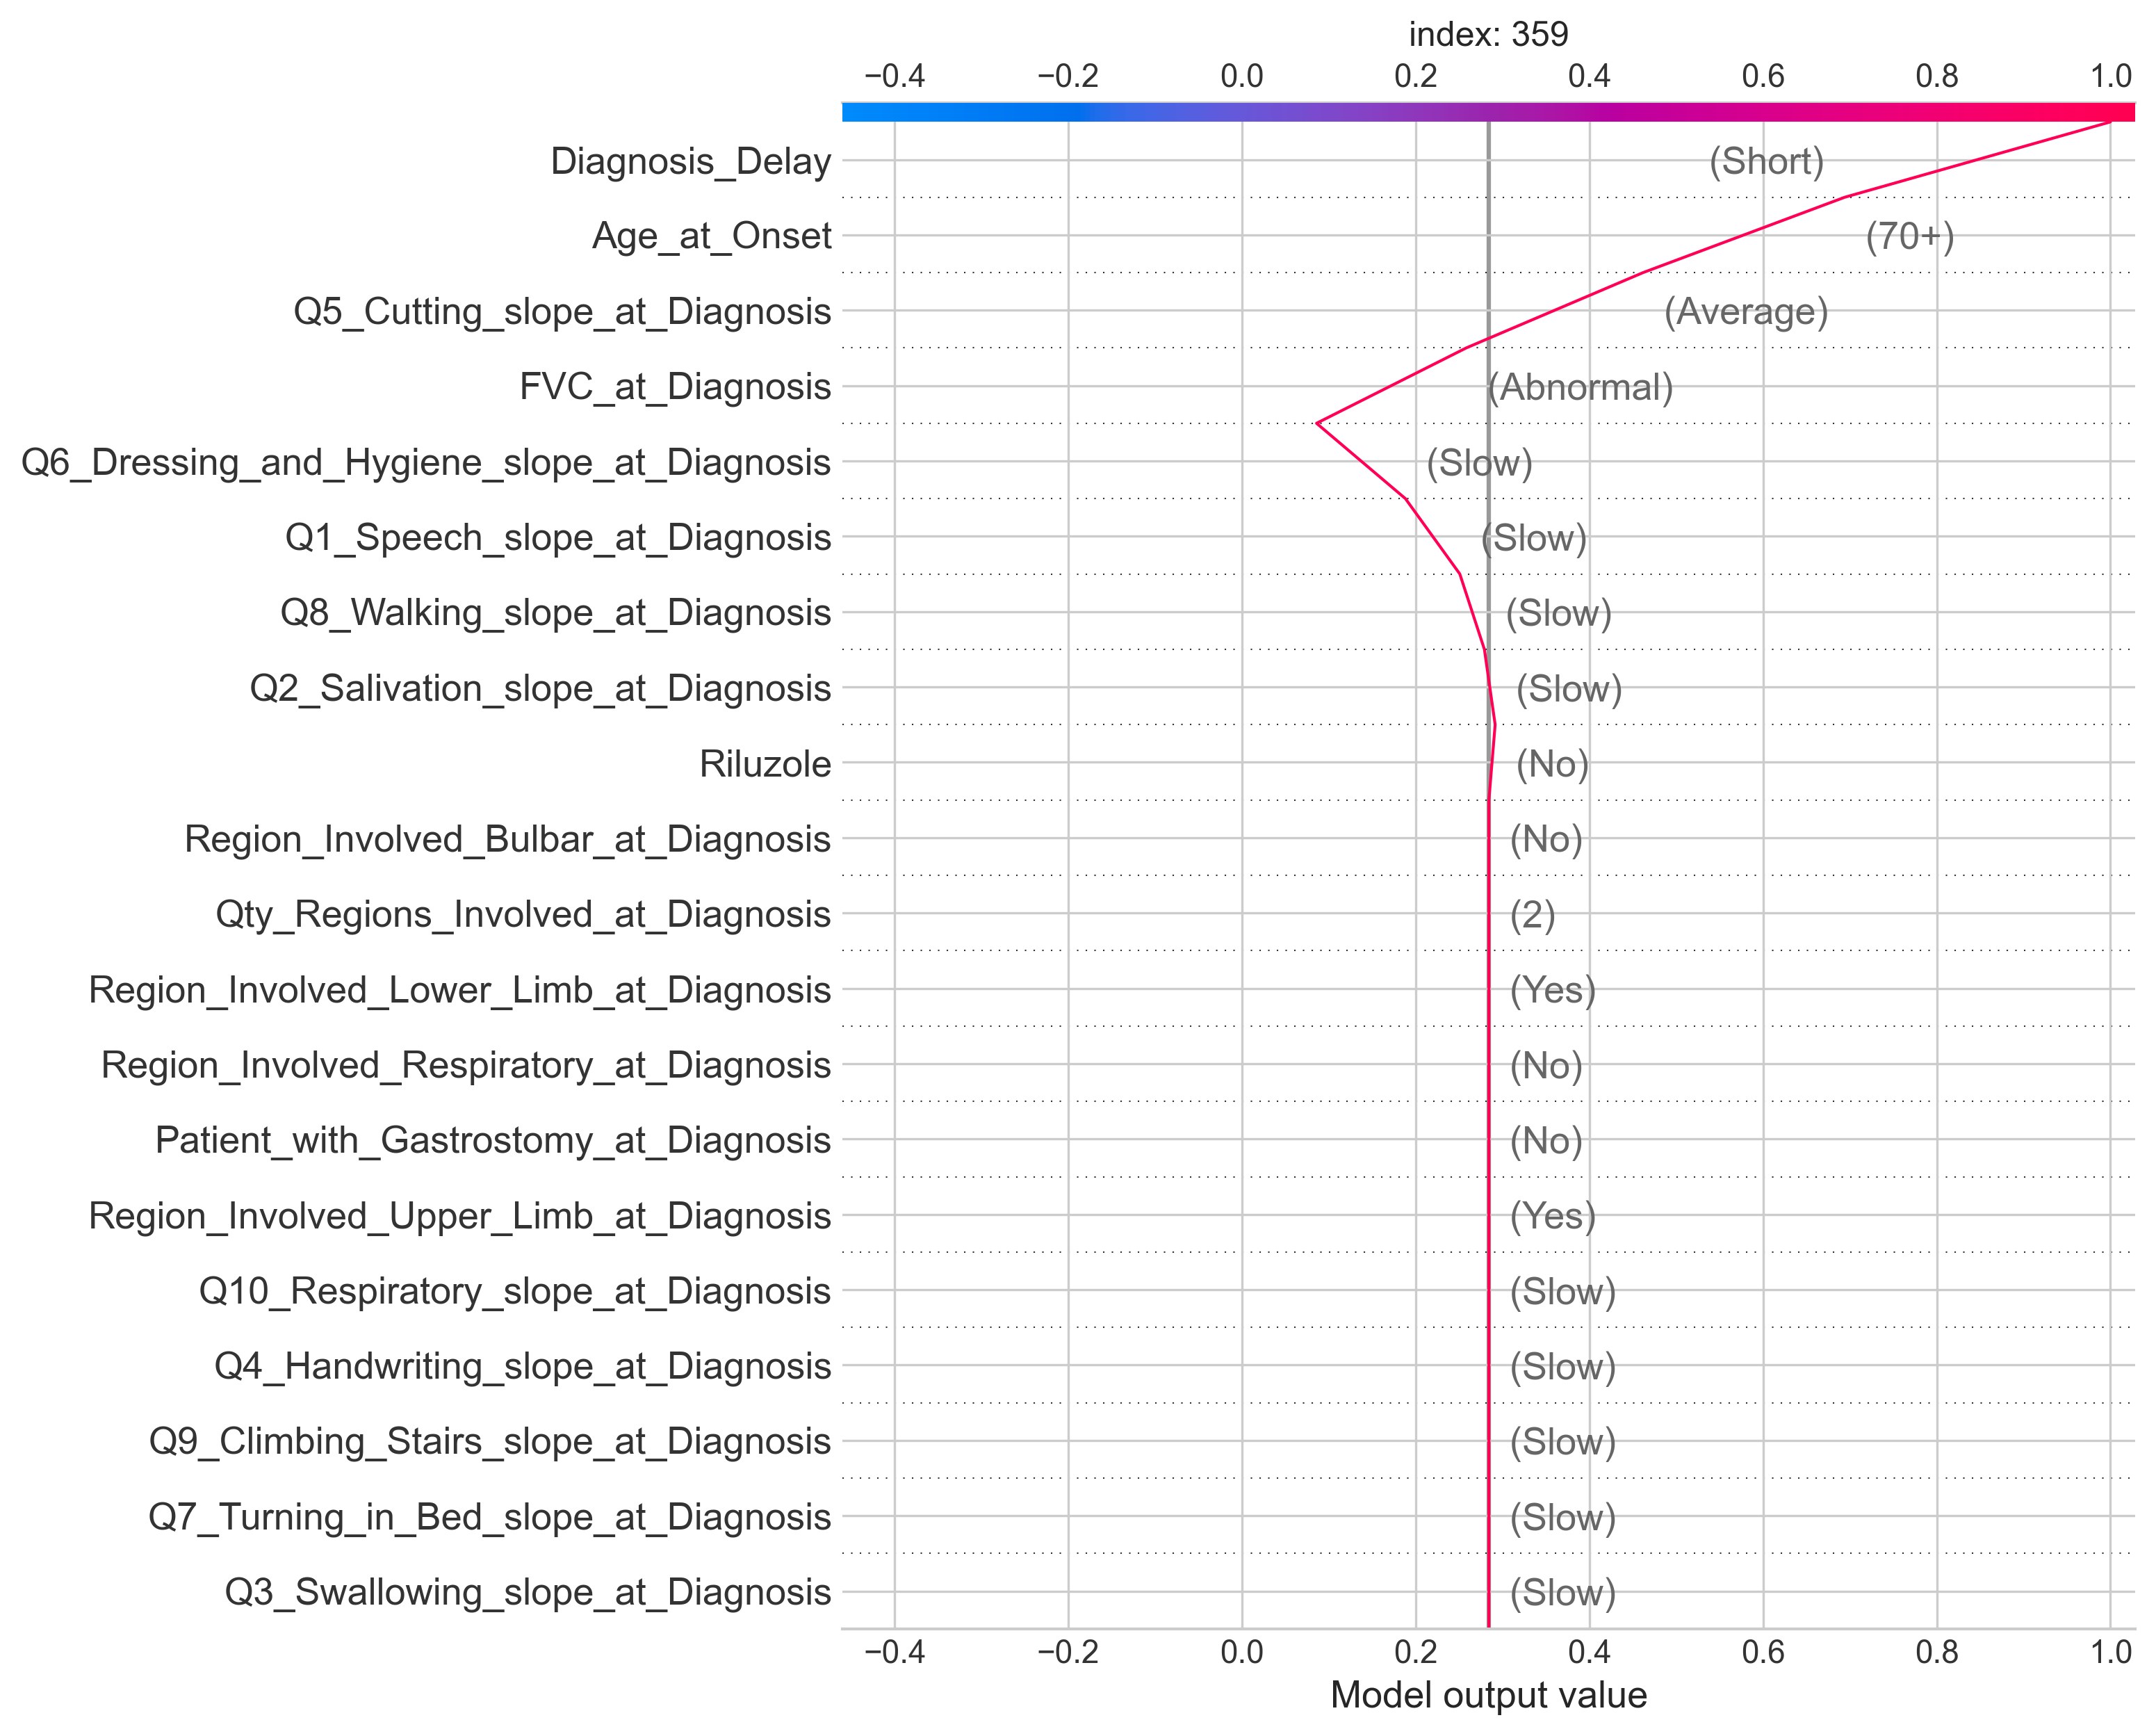 index: 359
−0.4 −0.2 0.0 0.2 0.4 0.6 0.8 1.0
Diagnosis_Delay (Short)
Age_at_Onset (70+)
Q5_Cutting_slope_at_Diagnosis (Average)
FVC_at_Diagnosis (Abnormal)
Q6_Dressing_and_Hygiene_slope_at_Diagnosis (Slow)
Q1_Speech_slope_at_Diagnosis (Slow)
Q8_Walking_slope_at_Diagnosis (Slow)
Q2_Salivation_slope_at_Diagnosis (Slow)
Riluzole (No)
Region_Involved_Bulbar_at_Diagnosis (No)
Qty_Regions_Involved_at_Diagnosis (2)
Region_Involved_Lower_Limb_at_Diagnosis (Yes)
Region_Involved_Respiratory_at_Diagnosis (No)
Patient_with_Gastrostomy_at_Diagnosis (No)
Region_Involved_Upper_Limb_at_Diagnosis (Yes)
Q10_Respiratory_slope_at_Diagnosis (Slow)
Q4_Handwriting_slope_at_Diagnosis (Slow)
Q9_Climbing_Stairs_slope_at_Diagnosis (Slow)
Q7_Turning_in_Bed_slope_at_Diagnosis (Slow)
Q3_Swallowing_slope_at_Diagnosis (Slow)
−0.4 −0.2 0.0 0.2 0.4 0.6 0.8 1.0
Model output value